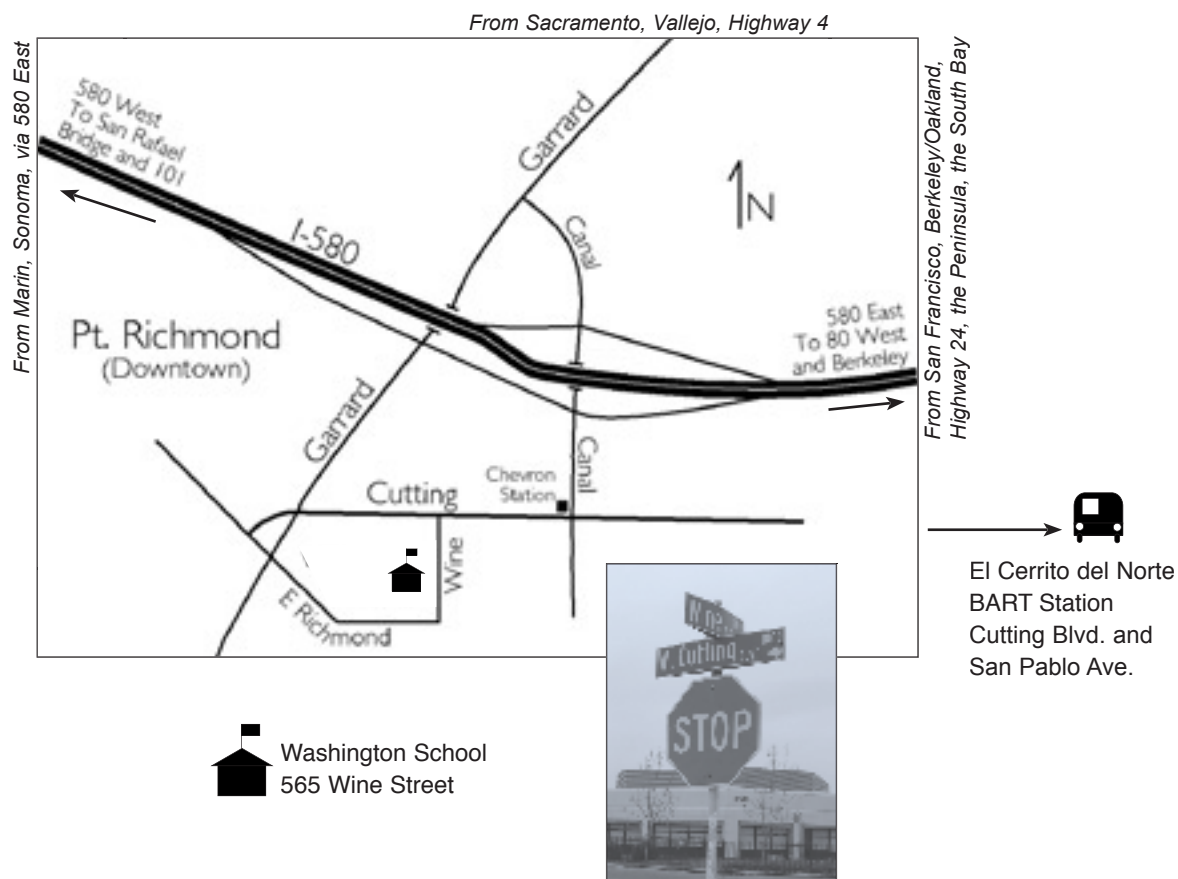 From Sacramento, Vallejo, Highway 4
From Marin, Sonoma, via 580 East
580 West
To San Rafael
Bridge and 101
Garrard
N
Canal
I-580
From San Francisco, Berkeley/Oakland,
Highway 24, the Peninsula, the South Bay
Pt. Richmond
(Downtown)
580 East
To 80 West
and Berkeley
Garrard
Canal
Cutting
Chevron
Station
Wine
E Richmond
El Cerrito del Norte
BART Station
Cutting Blvd. and
San Pablo Ave.
W. Cutting
STOP
Washington School
565 Wine Street